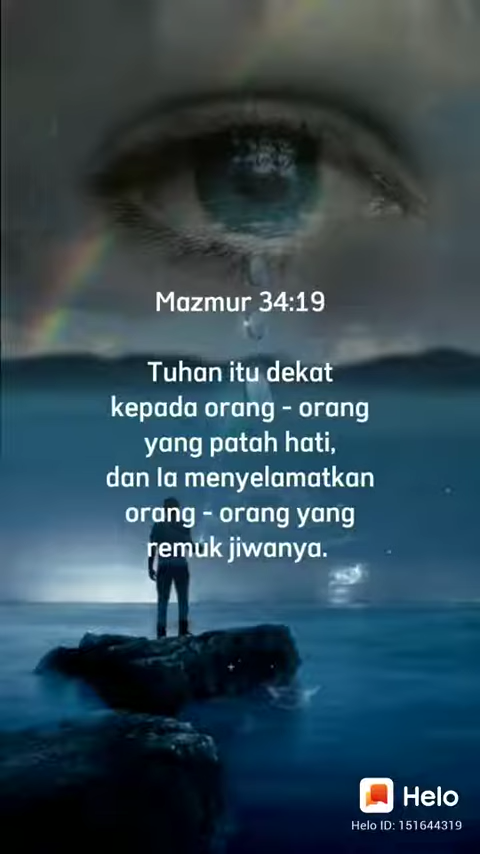 Mazmur 34:19
Tuhan itu dekat
kepada orang - orang
yang patah hati,
dan Ia menyelamatkan
orang - orang yang
remuk jiwanya.
Helo
Helo ID: 151644319